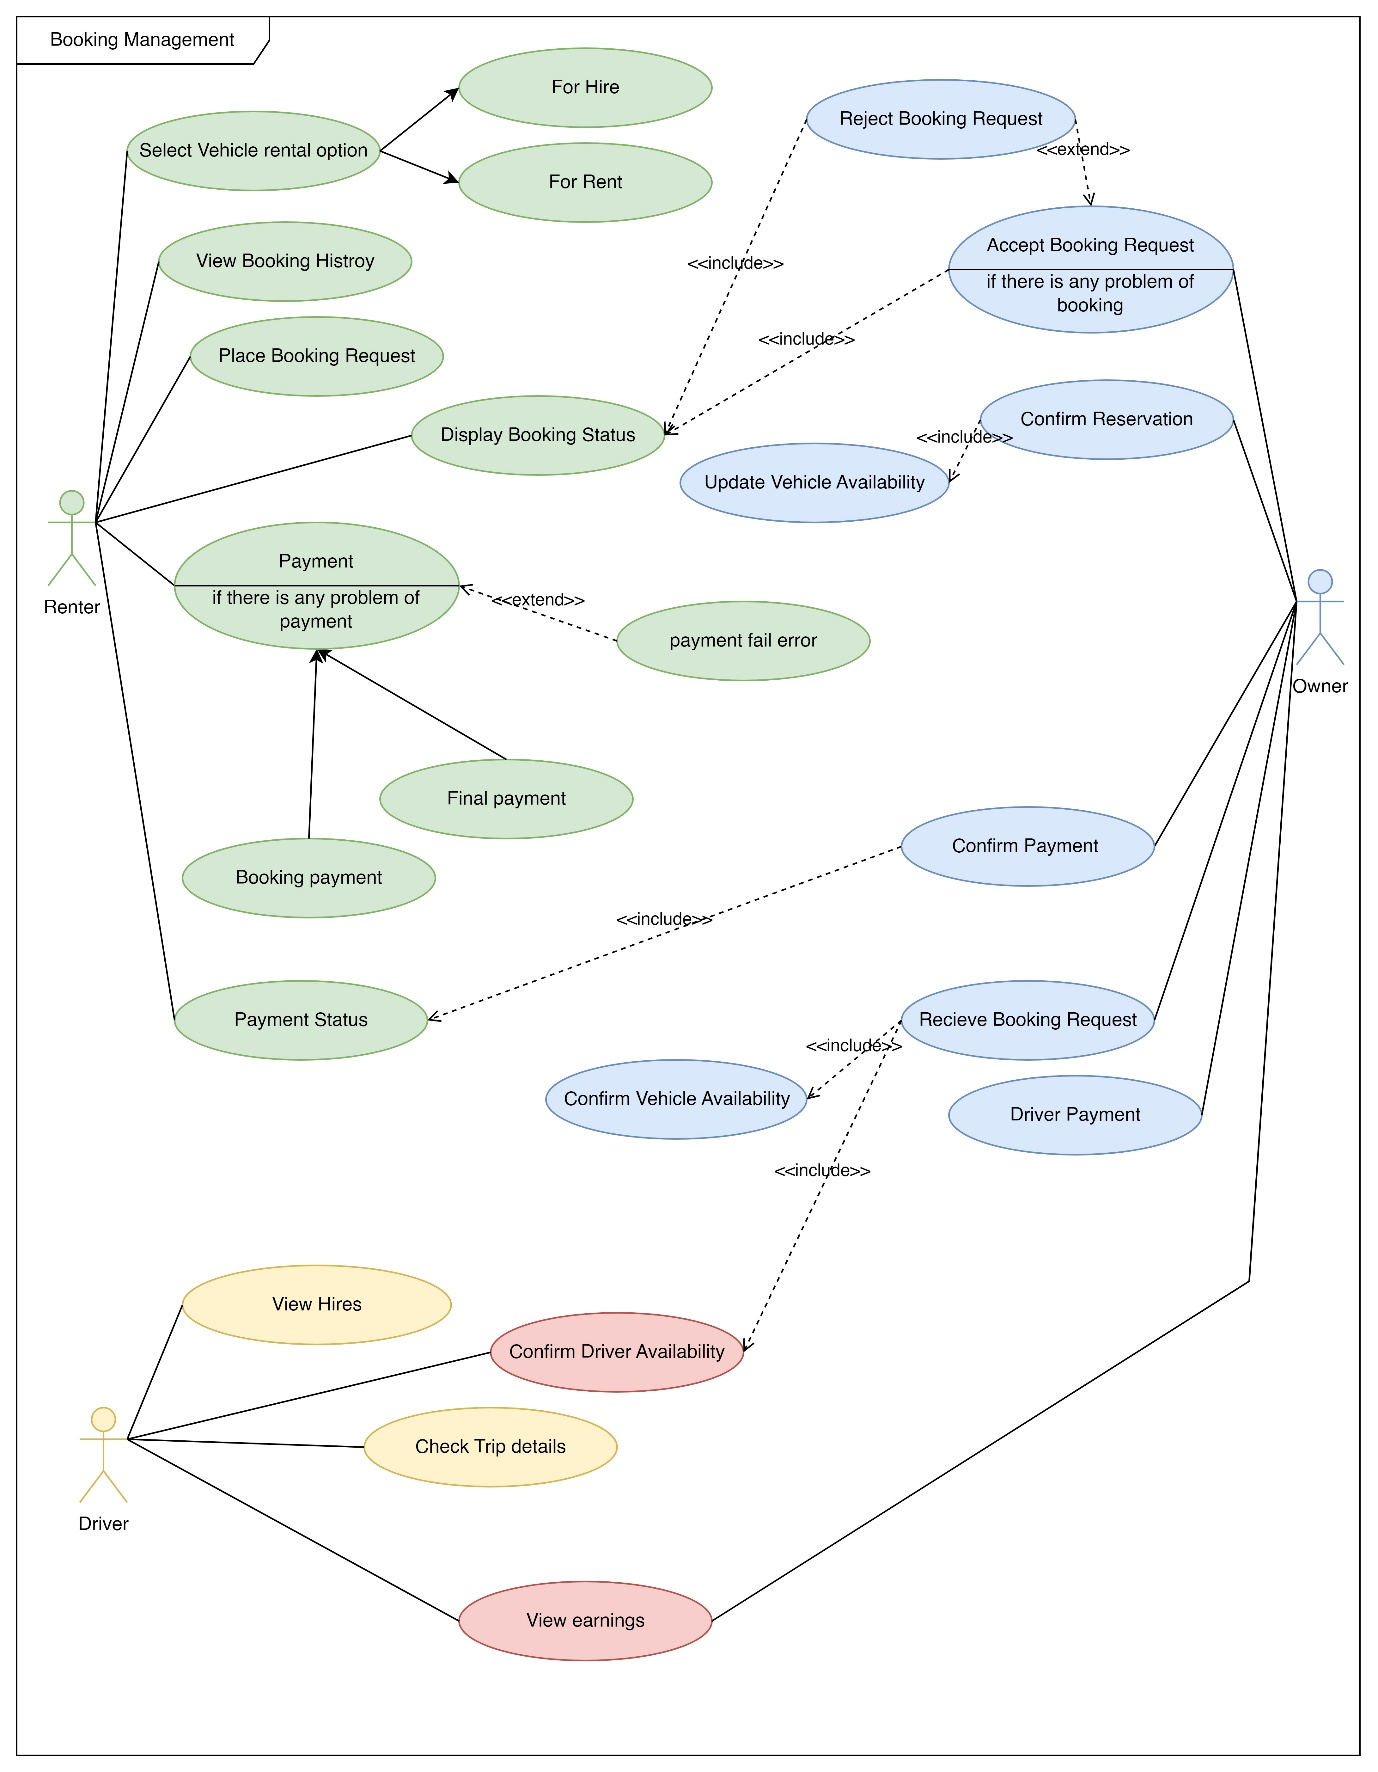 Booking Management
For Hire
Reject Booking Request
Select Vehicle rental option
<<extend>>
For Rent
Accept Booking Request
View Booking Histroy
<<include>>
if there is any problem of
booking
<<include>>
Place Booking Request
Confirm Reservation
Display Booking Status
<<include>>
Update Vehicle Availability
Payment
if there is any problem of
payment
<<extend>>
Renter
payment fail error
Owner
Final payment
Confirm Payment
Booking payment
<<include>>
Payment Status
Recieve Booking Request
<<include>>
Confirm Vehicle Availability
Driver Payment
<<include>>
View Hires
Confirm Driver Availability
Check Trip details
Driver
View earnings